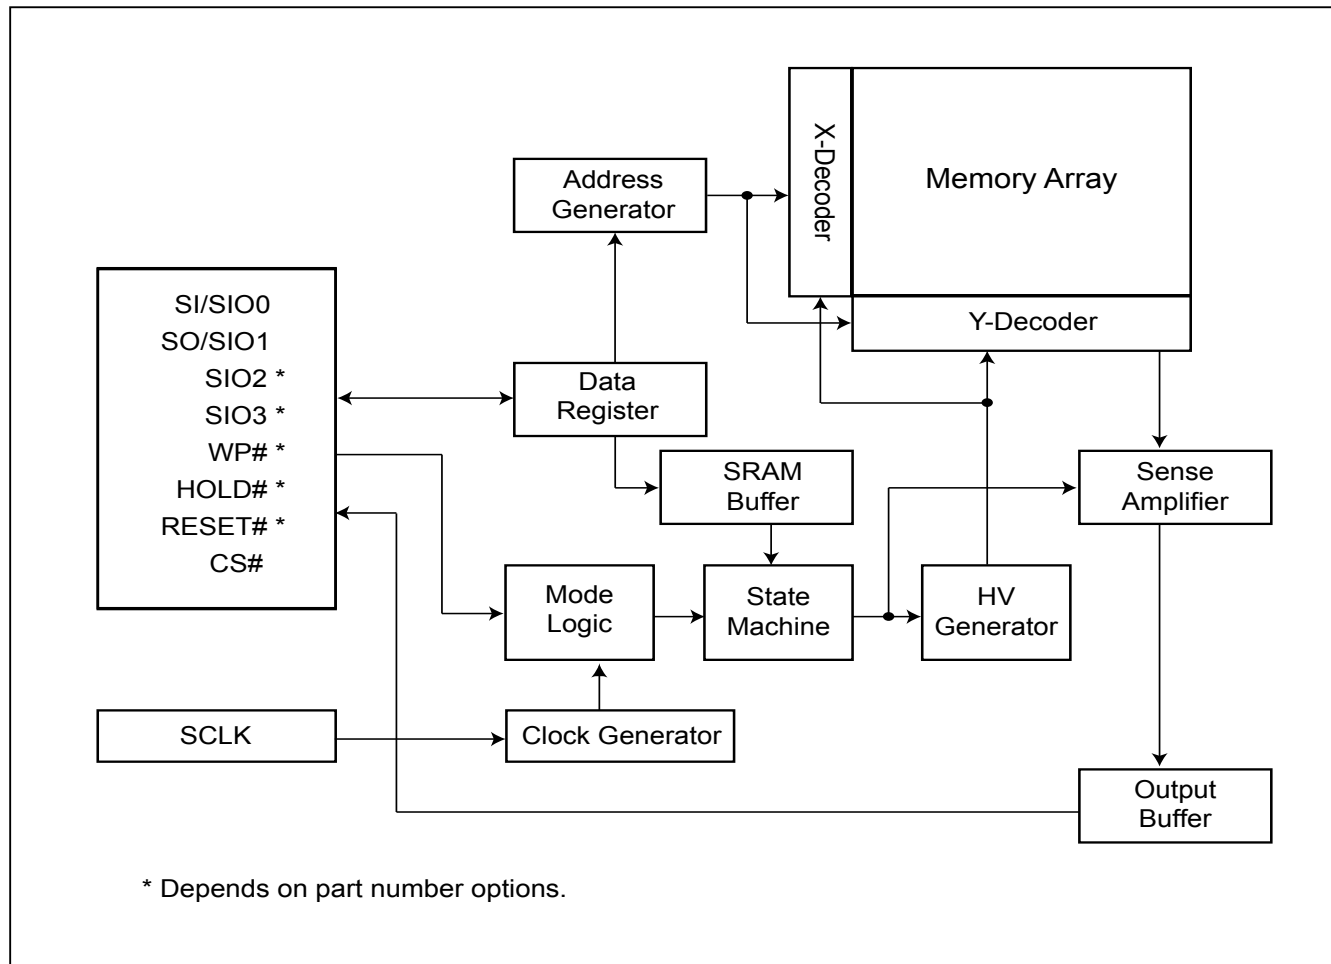 X-Decoder
Memory Array
Address
Generator
SI/SIO0
SO/SIO1
SIO2 *
SIO3 *
WP# *
HOLD# *
RESET# *
CS#
Y-Decoder
Data
Register
SRAM
Buffer
Sense
Amplifier
Mode
Logic
State
Machine
HV
Generator
SCLK
Clock Generator
Output
Buffer
* Depends on part number options.